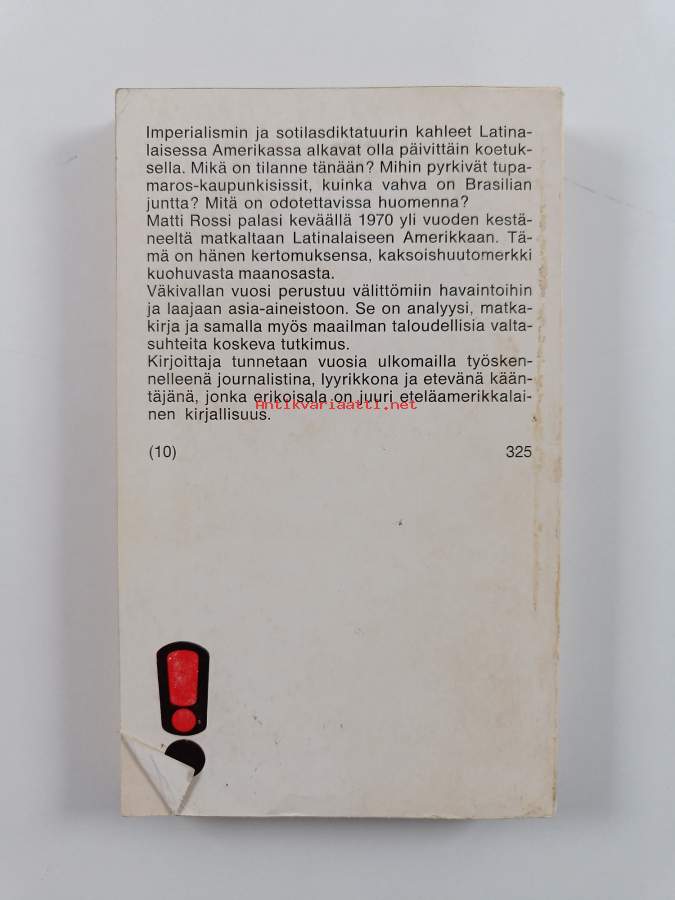 Imperialismin ja sotilasdiktatuurin kahleet Latina-
laisessa Amerikassa alkavat olla päivittäin koetuk-
sella. Mikä on tilanne tänään? Mihin pyrkivät tupa-
maros-kaupunkisissit, kuinka vahva on Brasilian
juntta? Mitä on odotettavissa huomenna?
Matti Rossi palasi keväällä 1970 yli vuoden kestä-
neeltä matkaltaan Latinalaiseen Amerikkaan. Tä-
mä on hänen kertomuksensa, kaksoishuutomerkki
kuohuvasta maanosasta.
Väkivallan vuosi perustuu välittömiin havaintoihin
ja laajaan asia-aineistoon. Se on analyysi, matka-
kirja ja samalla myös maailman taloudellisia valta-
suhteita koskeva tutkimus.
Kirjoittaja tunnetaan vuosia ulkomailla työsken-
nelleenä journalistina, lyyrikkona ja etevänä kään-
täjänä, jonka erikoisala on juuri eteläamerikkalai-
Antikvariaatti.net
nen kirjallisuus.
(10) 325